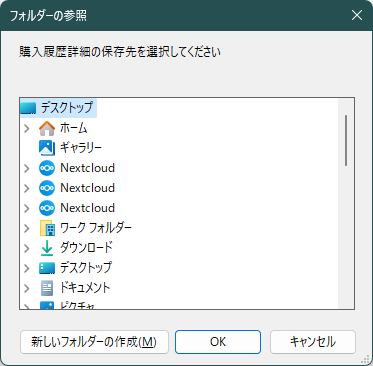 フォルダーの参照
購入履歴詳細の保存先を選択してください
デスクトップ
ホーム
ギャラリー
Nextcloud
Nextcloud
Nextcloud
ワーク フォルダー
ダウンロード
デスクトップ
ドキュメント
ピクチャ
新しいフォルダーの作成(M)
OK
キャンセル